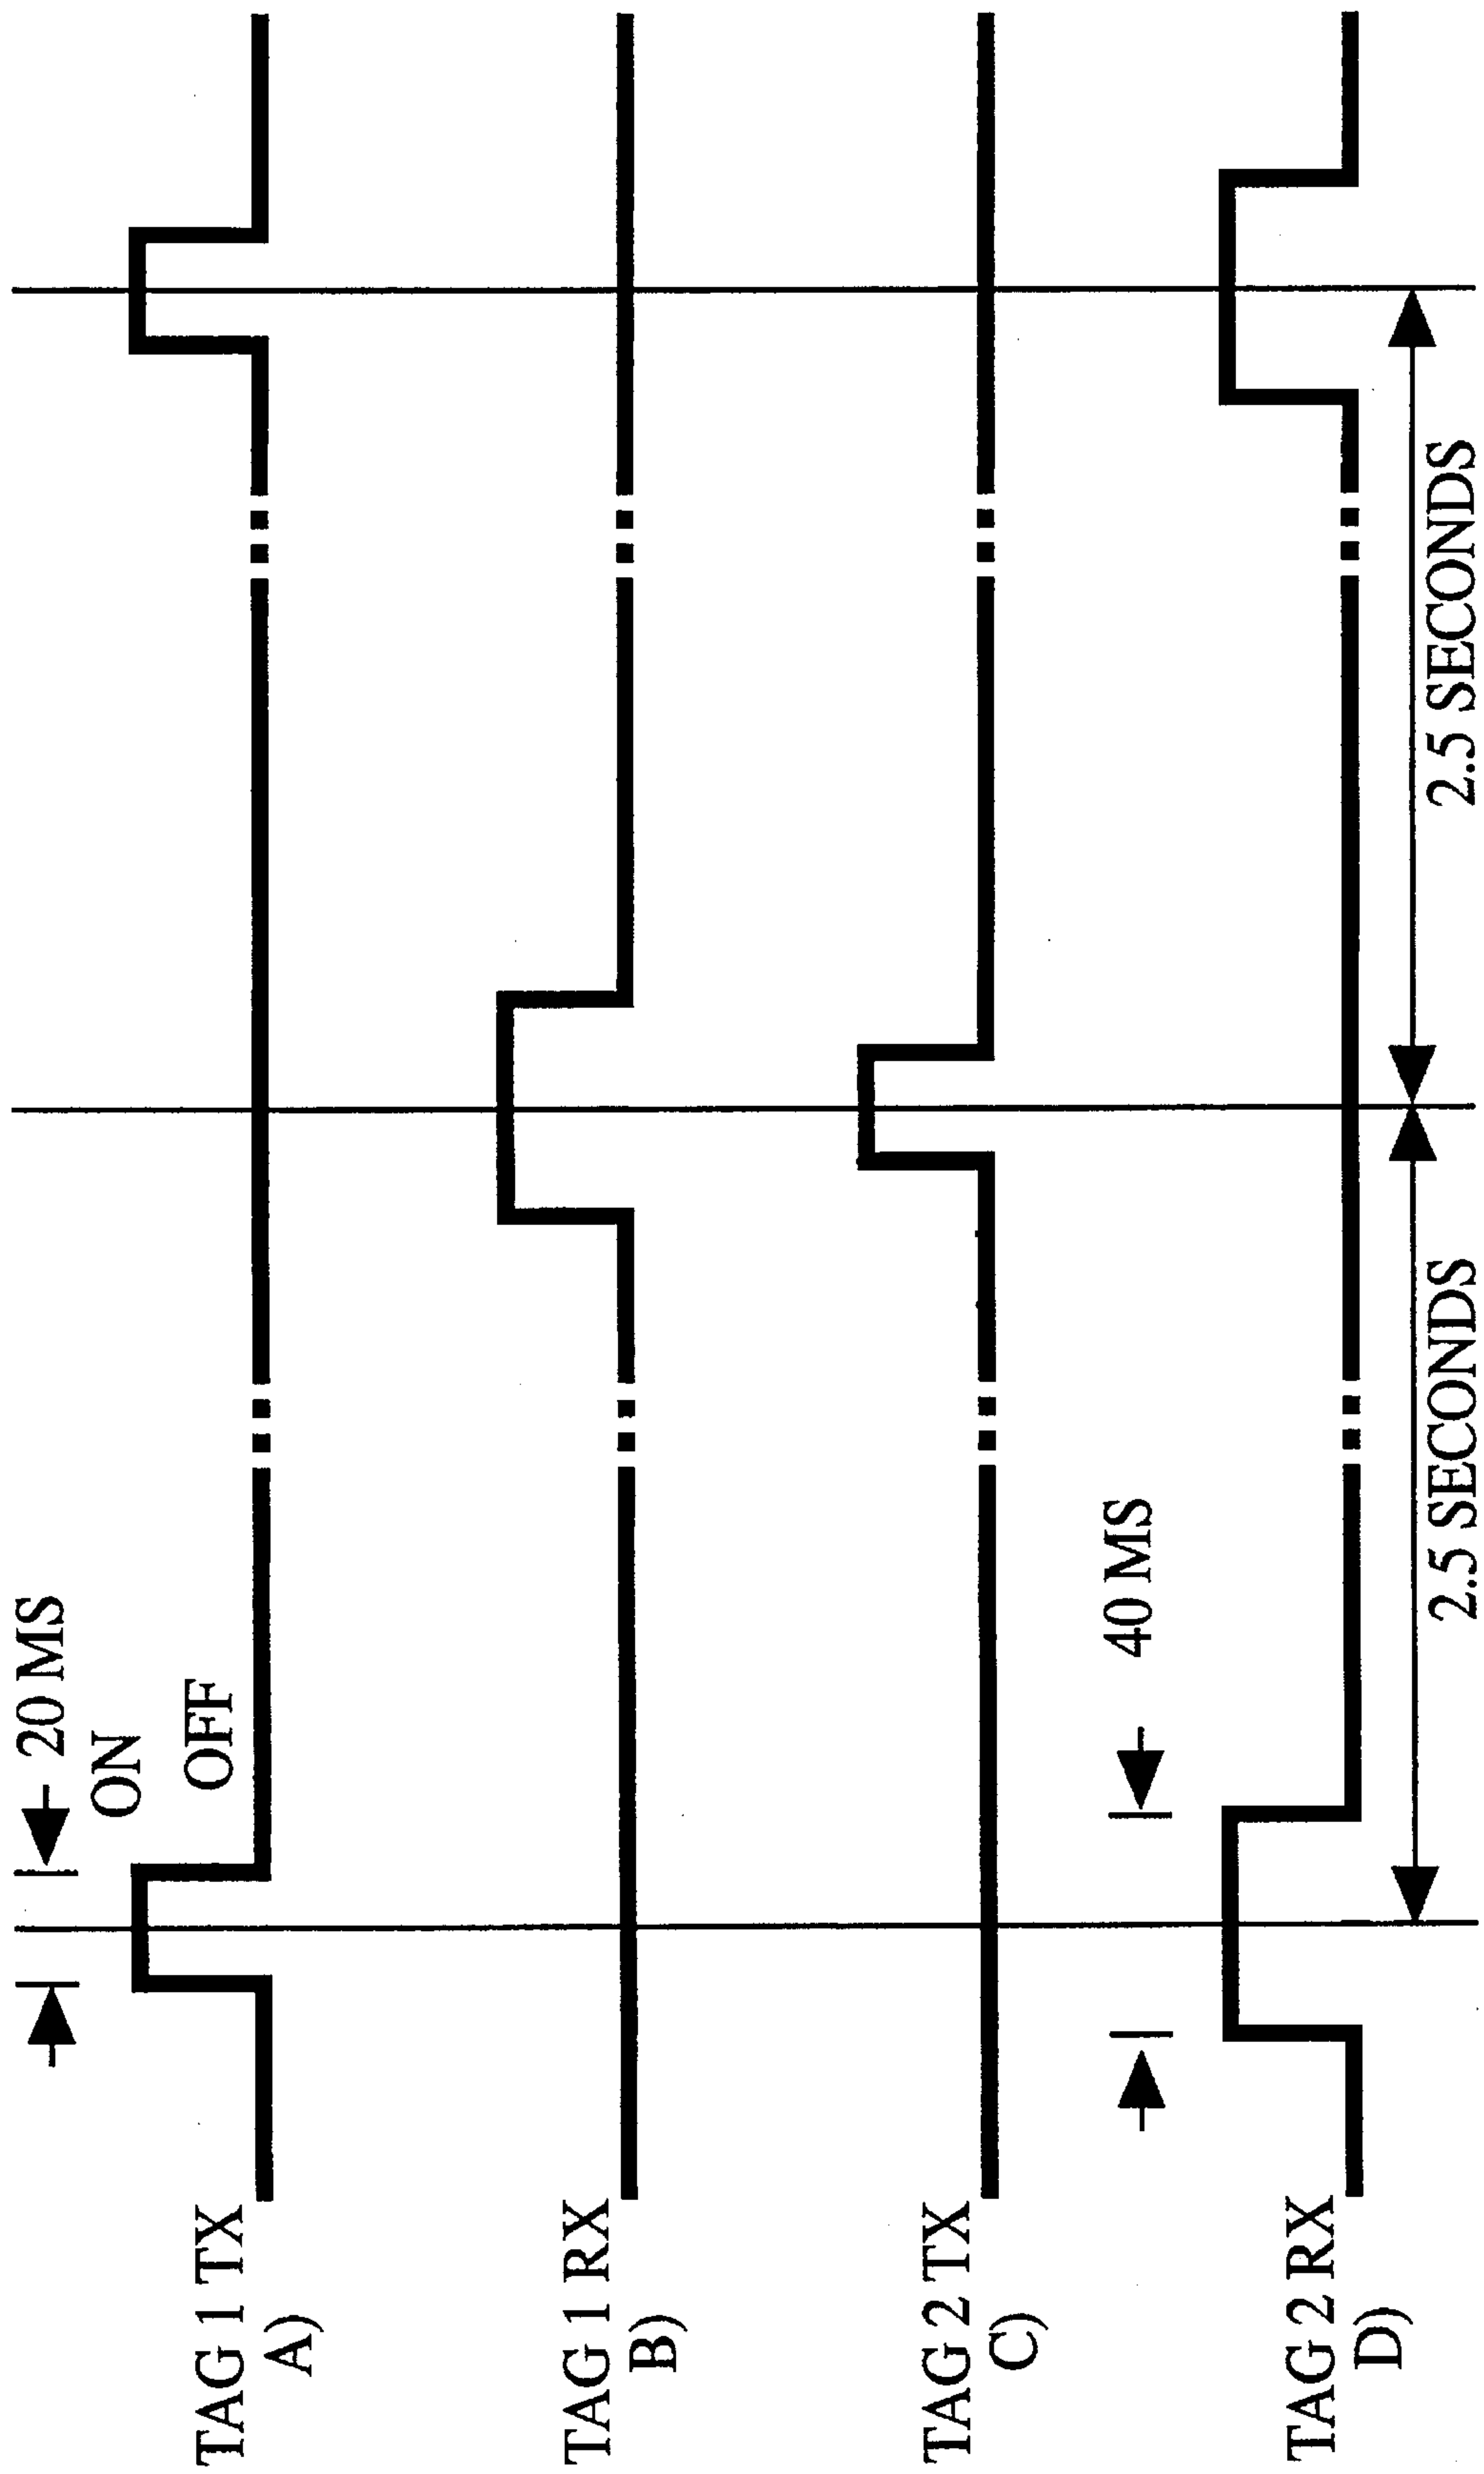 20 MS
ON
OFF
TAG 1 TX
A)
TAG 1 RX
B)
TAG 2 TX
C)
40 MS
TAG 2 RX
D)
2.5 SECONDS
2.5 SECONDS